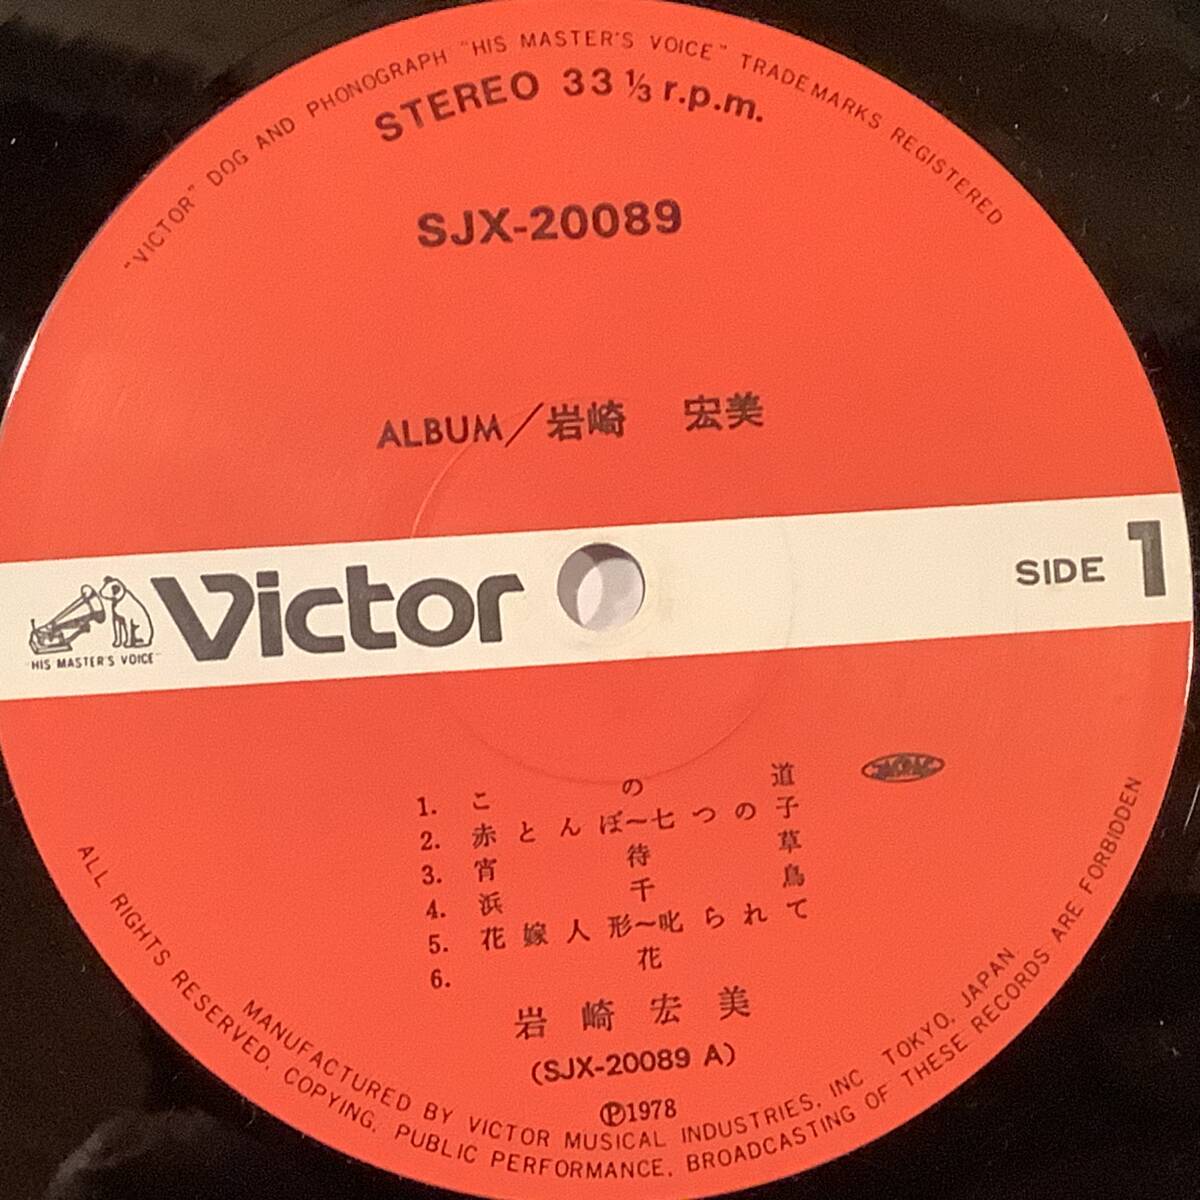 "VICTOR" DOG AND PHONOGRAPH "HIS MASTER'S VOICE" TRADEMARKS REGISTERED
STEREO 33 ⅓ r.p.m.
SJX-20089
ALBUM／岩崎 宏美
"HIS MASTER'S VOICE"
Victor
SIDE 1
1. この道
2. 赤とんぼ〜七つの子
3. 宵待草
4. 浜千鳥
5. 花嫁人形〜叱られて
6. 花
岩崎宏美
(SJX-20089 A)
Ⓟ1978
MANUFACTURED BY VICTOR MUSICAL INDUSTRIES, INC. TOKYO, JAPAN
ALL RIGHTS RESERVED. COPYING, PUBLIC PERFORMANCE, BROADCASTING OF THESE RECORDS ARE FORBIDDEN